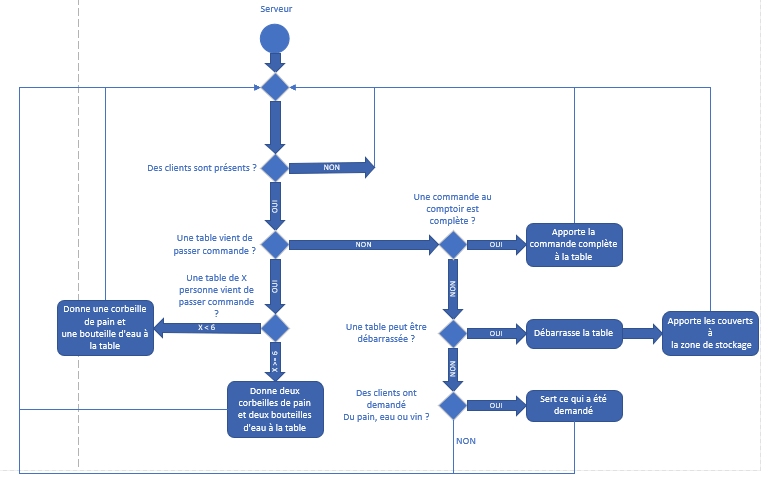 Serveur
Des clients sont présents ?
NON
OUI
Une commande au
comptoir est
complète ?
Une table vient de
passer commande ?
NON
OUI
Apporte la
commande complète
à la table
OUI
NON
Une table de X
personne vient de
passer commande
?
Donne une corbeille
de pain et
une bouteille d'eau à
la table
X < 6
Une table peut être
débarrassée ?
OUI
Débarrasse la table
Apporte les couverts
à
la zone de stockage
X >= 6
NON
Donne deux
corbeilles de pain
et deux bouteilles
d'eau à la table
Des clients ont
demandé
Du pain, eau ou vin ?
OUI
Sert ce qui a été
demandé
NON